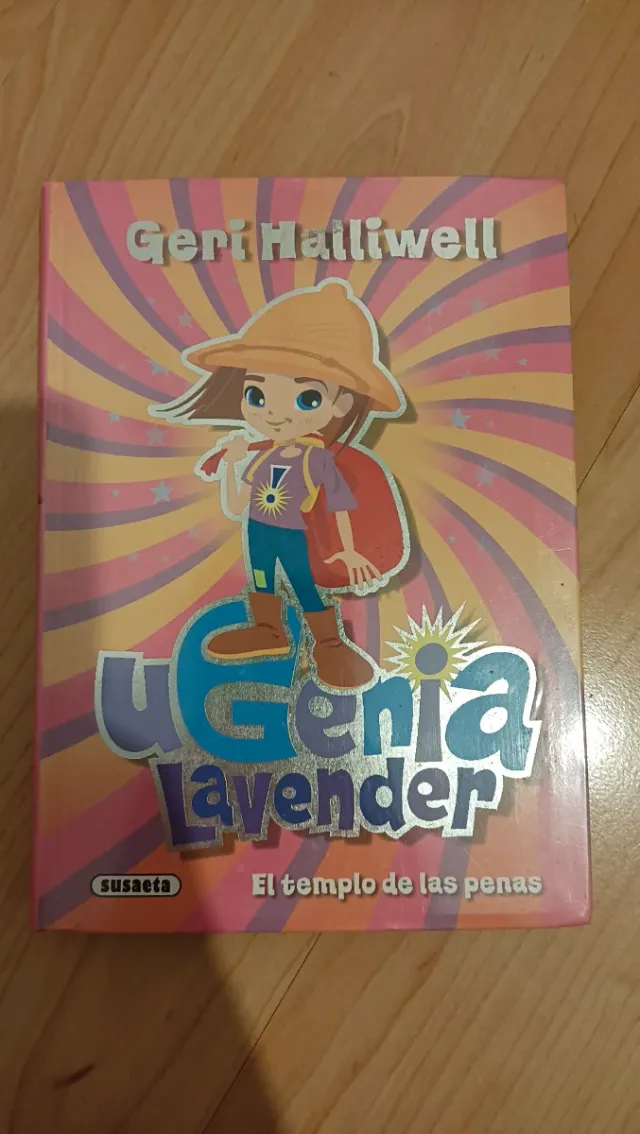 Geri Halliwell
uGenia
Lavender
susaeta
El templo de las penas